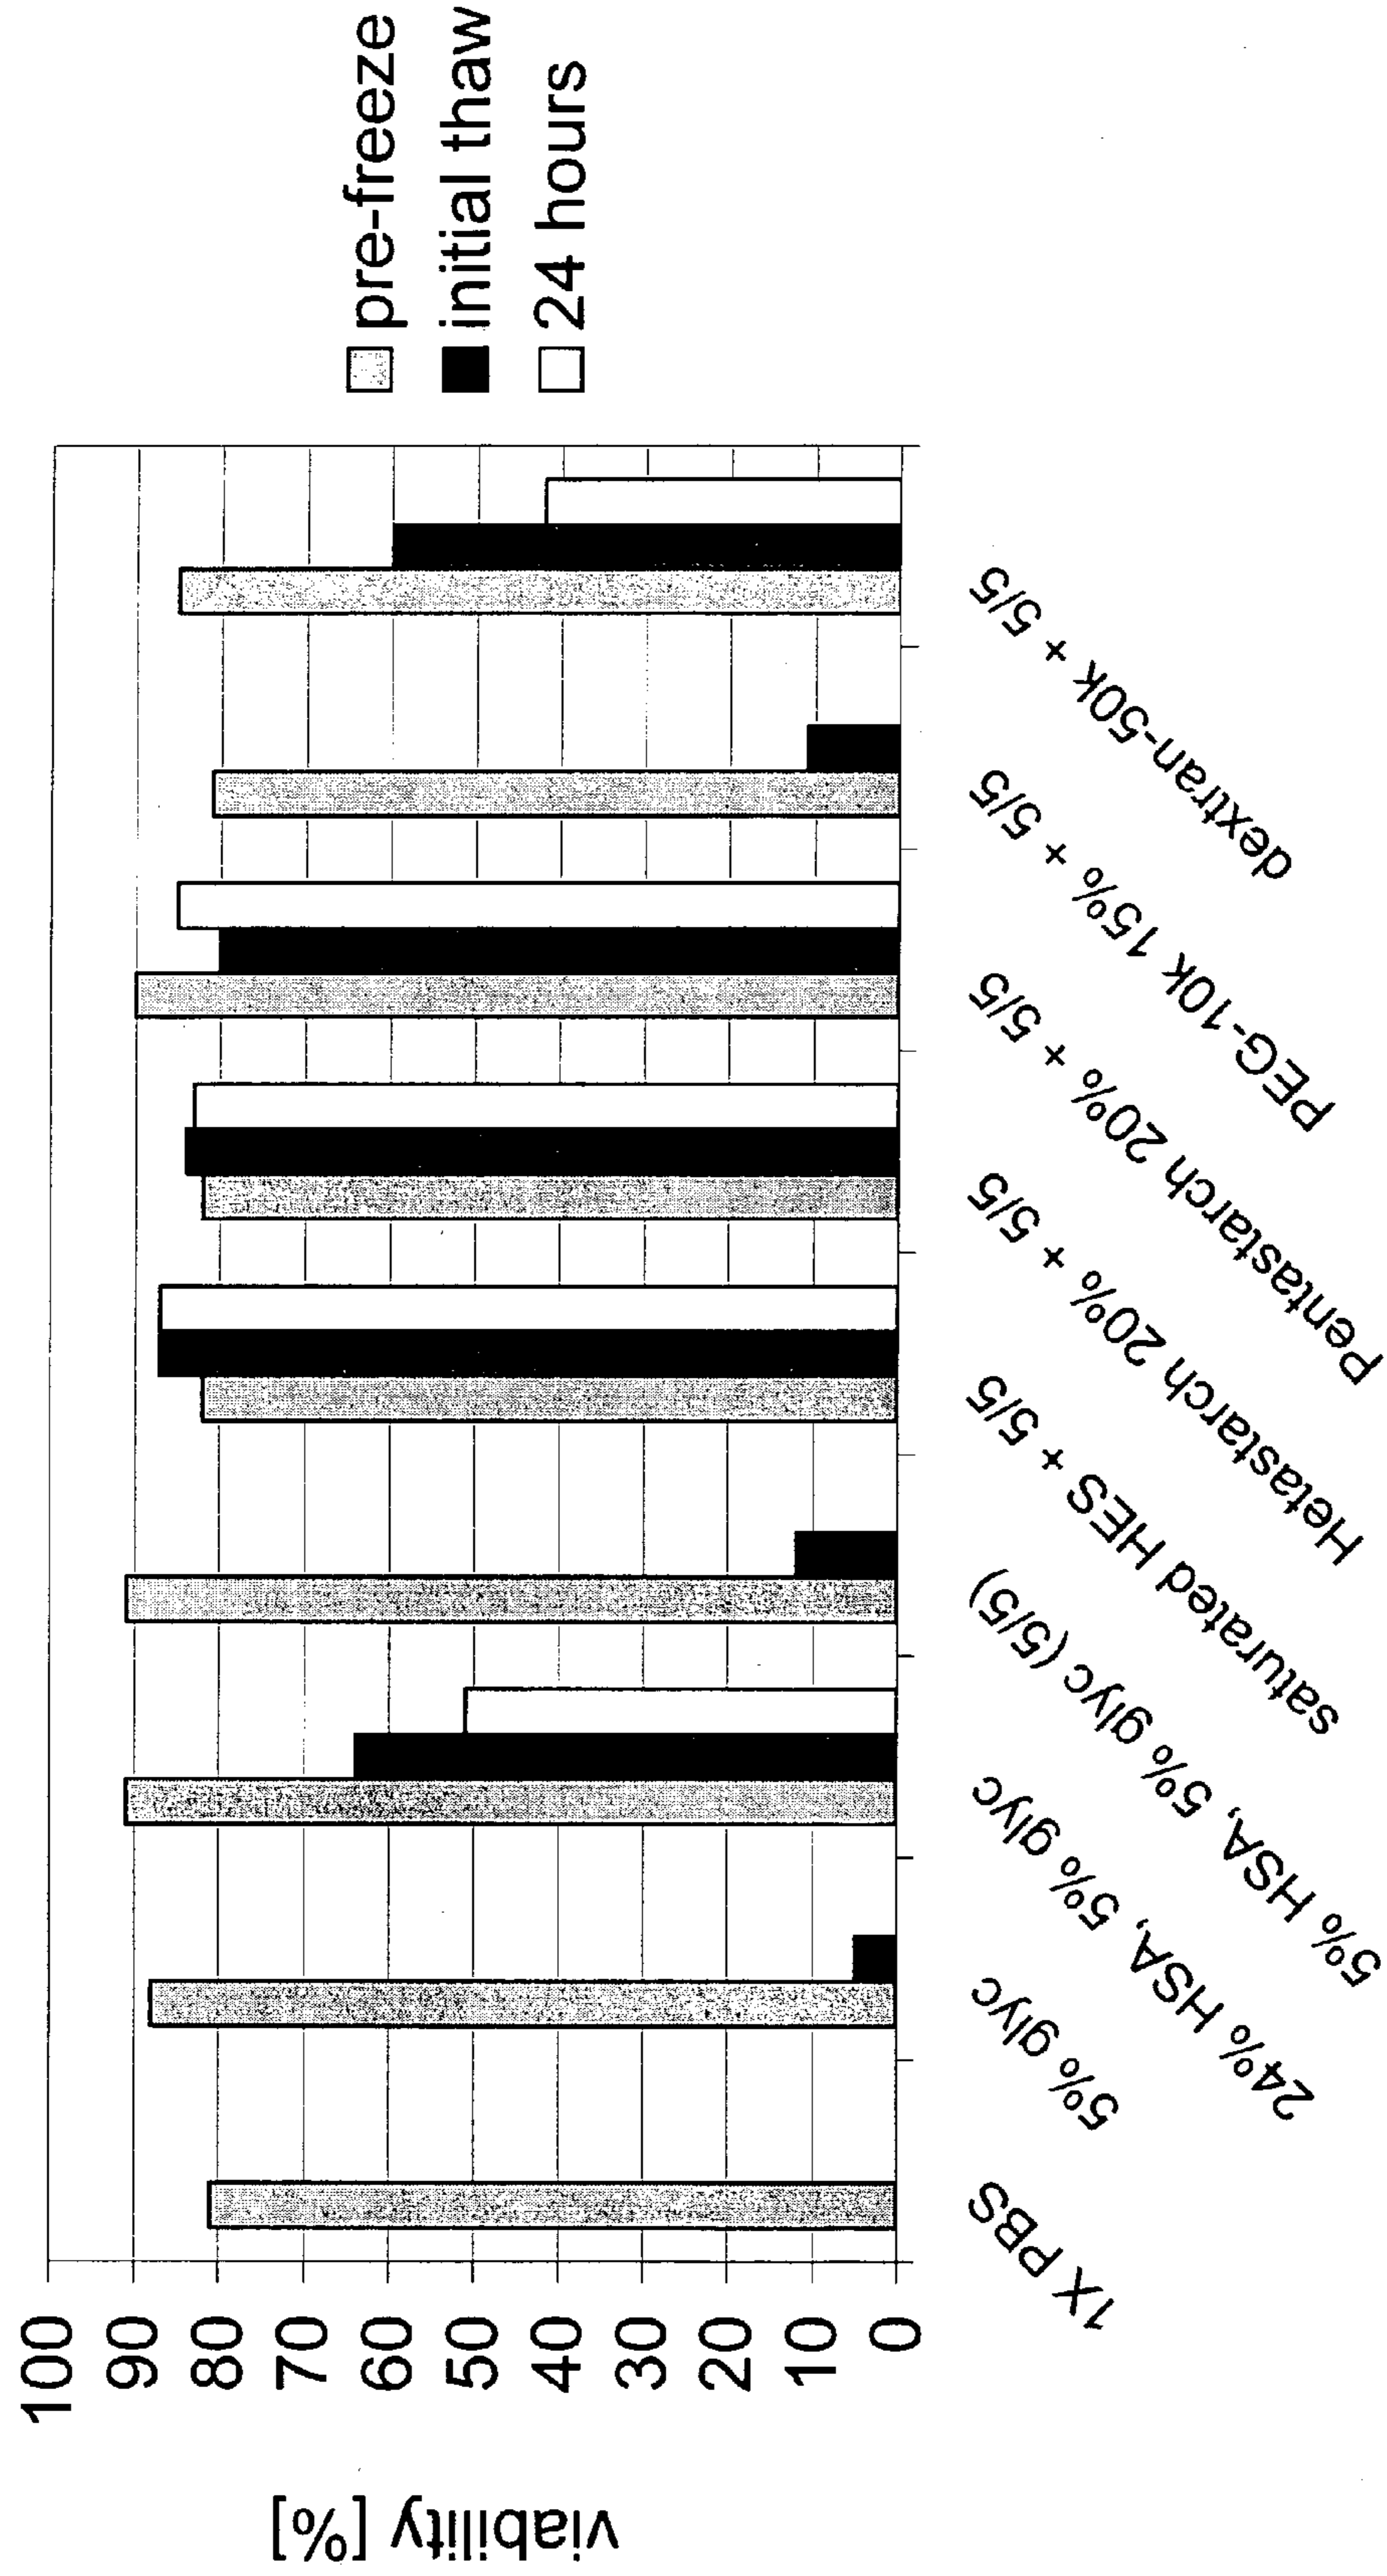 viability [%]
100
90
80
70
60
50
40
30
20
10
0
1X PBS
5% glyc
24% HSA, 5% glyc
5% HSA, 5% glyc (5/5)
saturated HES + 5/5
Hetastarch 20% + 5/5
Pentastarch 20% + 5/5
PEG-10k 15% + 5/5
dextran-50k + 5/5
pre-freeze
initial thaw
24 hours